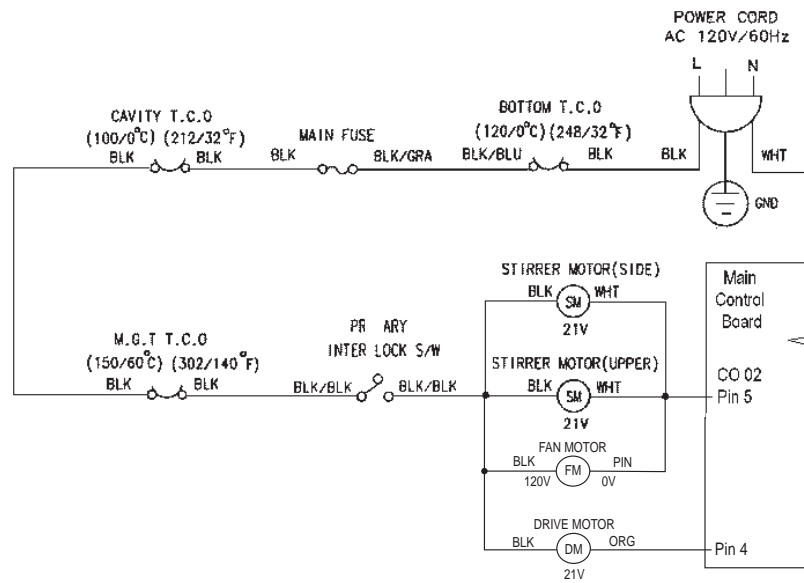 POWER CORD
AC 120V/60Hz
L N
CAVITY T.C.O
(100/0°C) (212/32°F)
BLK BLK
MAIN FUSE
BLK BLK/GRA
BOTTOM T.C.O
(120/0°C) (248/32°F)
BLK/BLU BLK
BLK WHT
GND
STIRRER MOTOR(SIDE)
BLK SM WHT
21V
M.G.T T.C.O
(150/60°C) (302/140°F)
BLK BLK
PR ARY
INTER LOCK S/W
BLK/BLK BLK/BLK
STIRRER MOTOR(UPPER)
BLK SM WHT
21V
FAN MOTOR
BLK FM PIN
120V 0V
DRIVE MOTOR
BLK DM ORG
21V
Main
Control
Board
CO 02
Pin 5
Pin 4